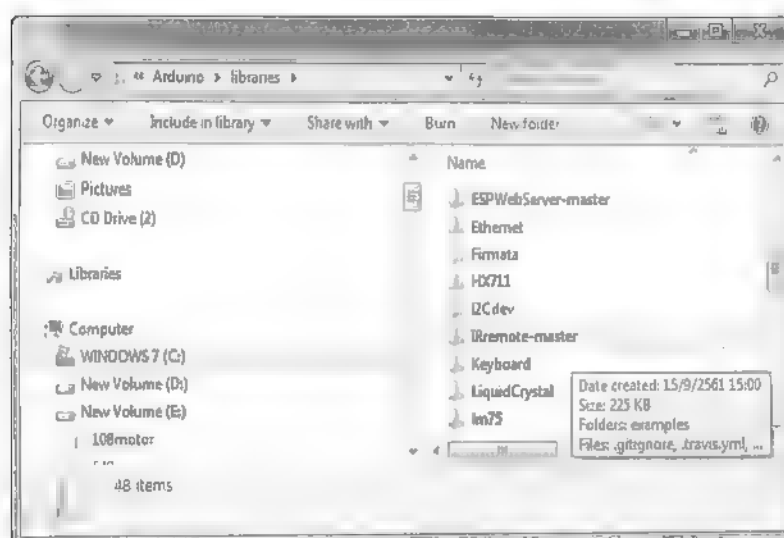 « Arduino › libraries ›
Organize Include in library Share with Burn New folder
New Volume (D)
Pictures
CD Drive (2)
Libraries
Computer
WINDOWS 7 (C:)
New Volume (D:)
New Volume (E:)
108motor
48 items
Name
ESPWebServer-master
Ethernet
Firmata
HX711
I2Cdev
IRremote-master
Keyboard
LiquidCrystal
lm75
Date created: 15/9/2561 15:00
Size: 225 KB
Folders: examples
Files: .gitignore, .travis.yml, ...